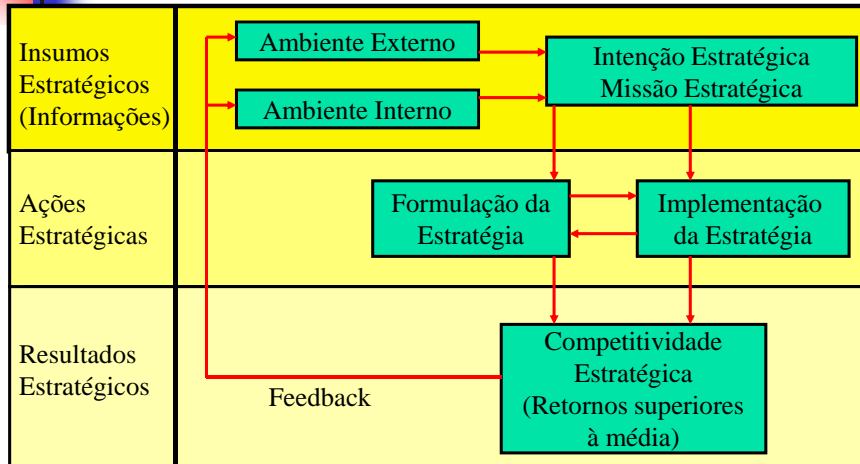 Insumos
Estratégicos
(Informações)
Ambiente Externo
Ambiente Interno
Intenção Estratégica
Missão Estratégica
Ações
Estratégicas
Formulação da
Estratégia
Implementação
da Estratégia
Resultados
Estratégicos
Feedback
Competitividade
Estratégica
(Retornos superiores
à média)